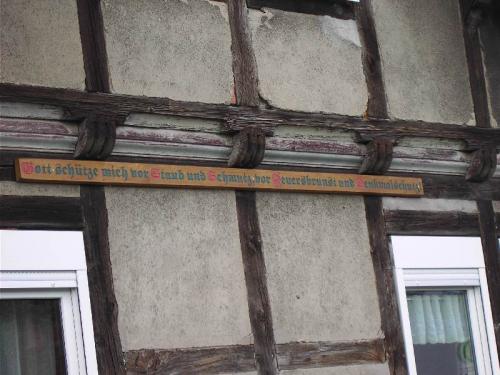 Gott schütze mich vor Staub und Schmutz, vor Feuersbrunst und Denkmalschutz!